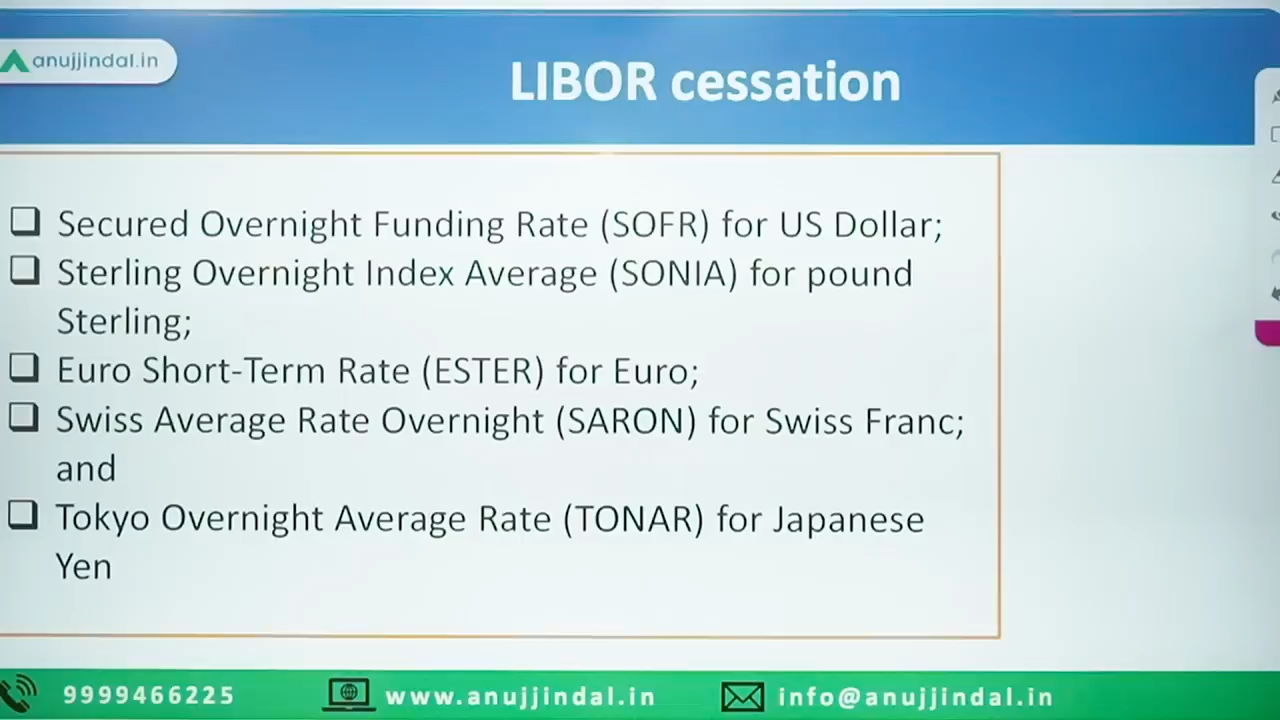 anujjindal.in
LIBOR cessation
❑ Secured Overnight Funding Rate (SOFR) for US Dollar;
❑ Sterling Overnight Index Average (SONIA) for pound
Sterling;
❑ Euro Short-Term Rate (ESTER) for Euro;
❑ Swiss Average Rate Overnight (SARON) for Swiss Franc;
and
❑ Tokyo Overnight Average Rate (TONAR) for Japanese
Yen
9999466225 www.anujjindal.in info@anujjindal.in